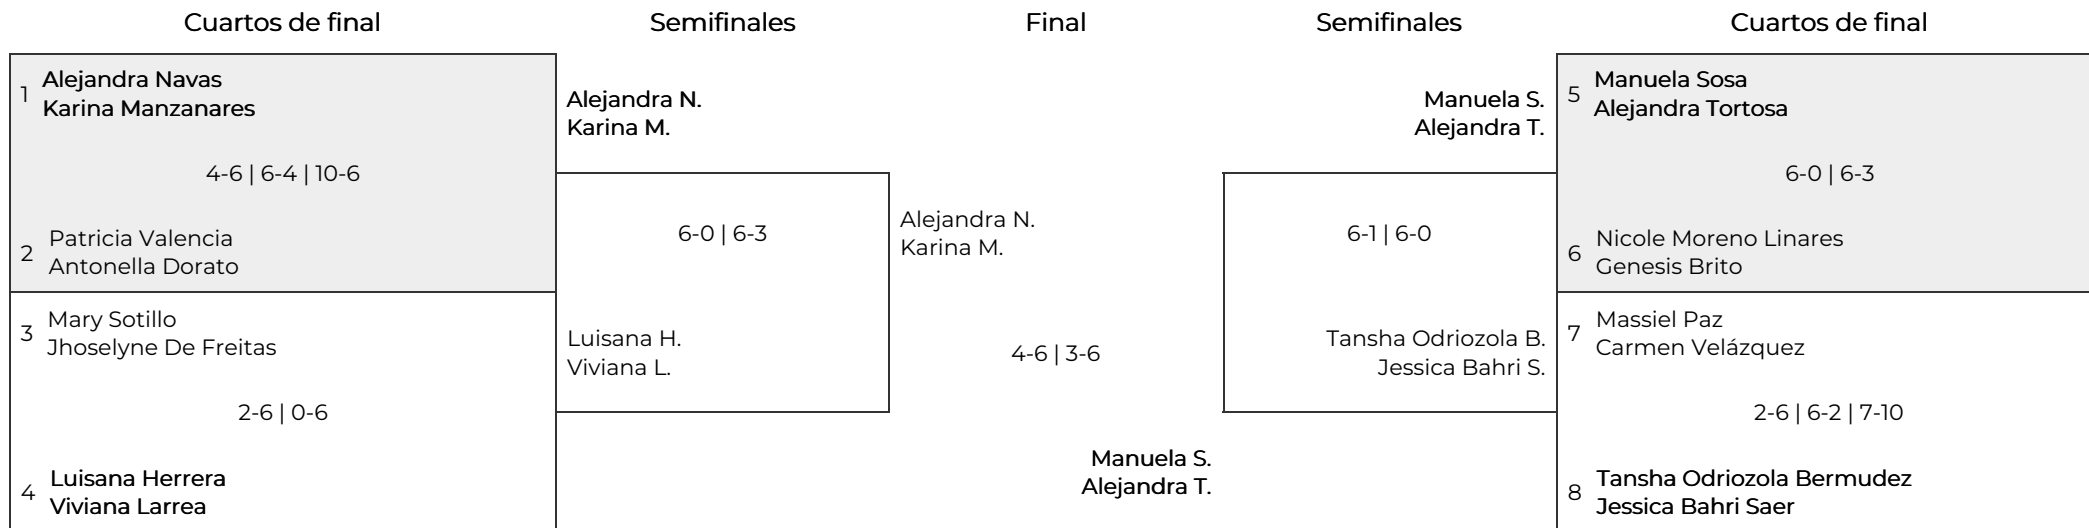 Cuartos de final
Semifinales
Final
Semifinales
Cuartos de final
1
Alejandra Navas
Karina Manzanares
4-6 | 6-4 | 10-6
2
Patricia Valencia
Antonella Dorato
3
Mary Sotillo
Jhoselyne De Freitas
2-6 | 0-6
4
Luisana Herrera
Viviana Larrea
Alejandra N.
Karina M.
6-0 | 6-3
Luisana H.
Viviana L.
Alejandra N.
Karina M.
4-6 | 3-6
Manuela S.
Alejandra T.
Manuela S.
Alejandra T.
6-1 | 6-0
Tansha Odriozola B.
Jessica Bahri S.
5
Manuela Sosa
Alejandra Tortosa
6-0 | 6-3
6
Nicole Moreno Linares
Genesis Brito
7
Massiel Paz
Carmen Velázquez
2-6 | 6-2 | 7-10
8
Tansha Odriozola Bermudez
Jessica Bahri Saer